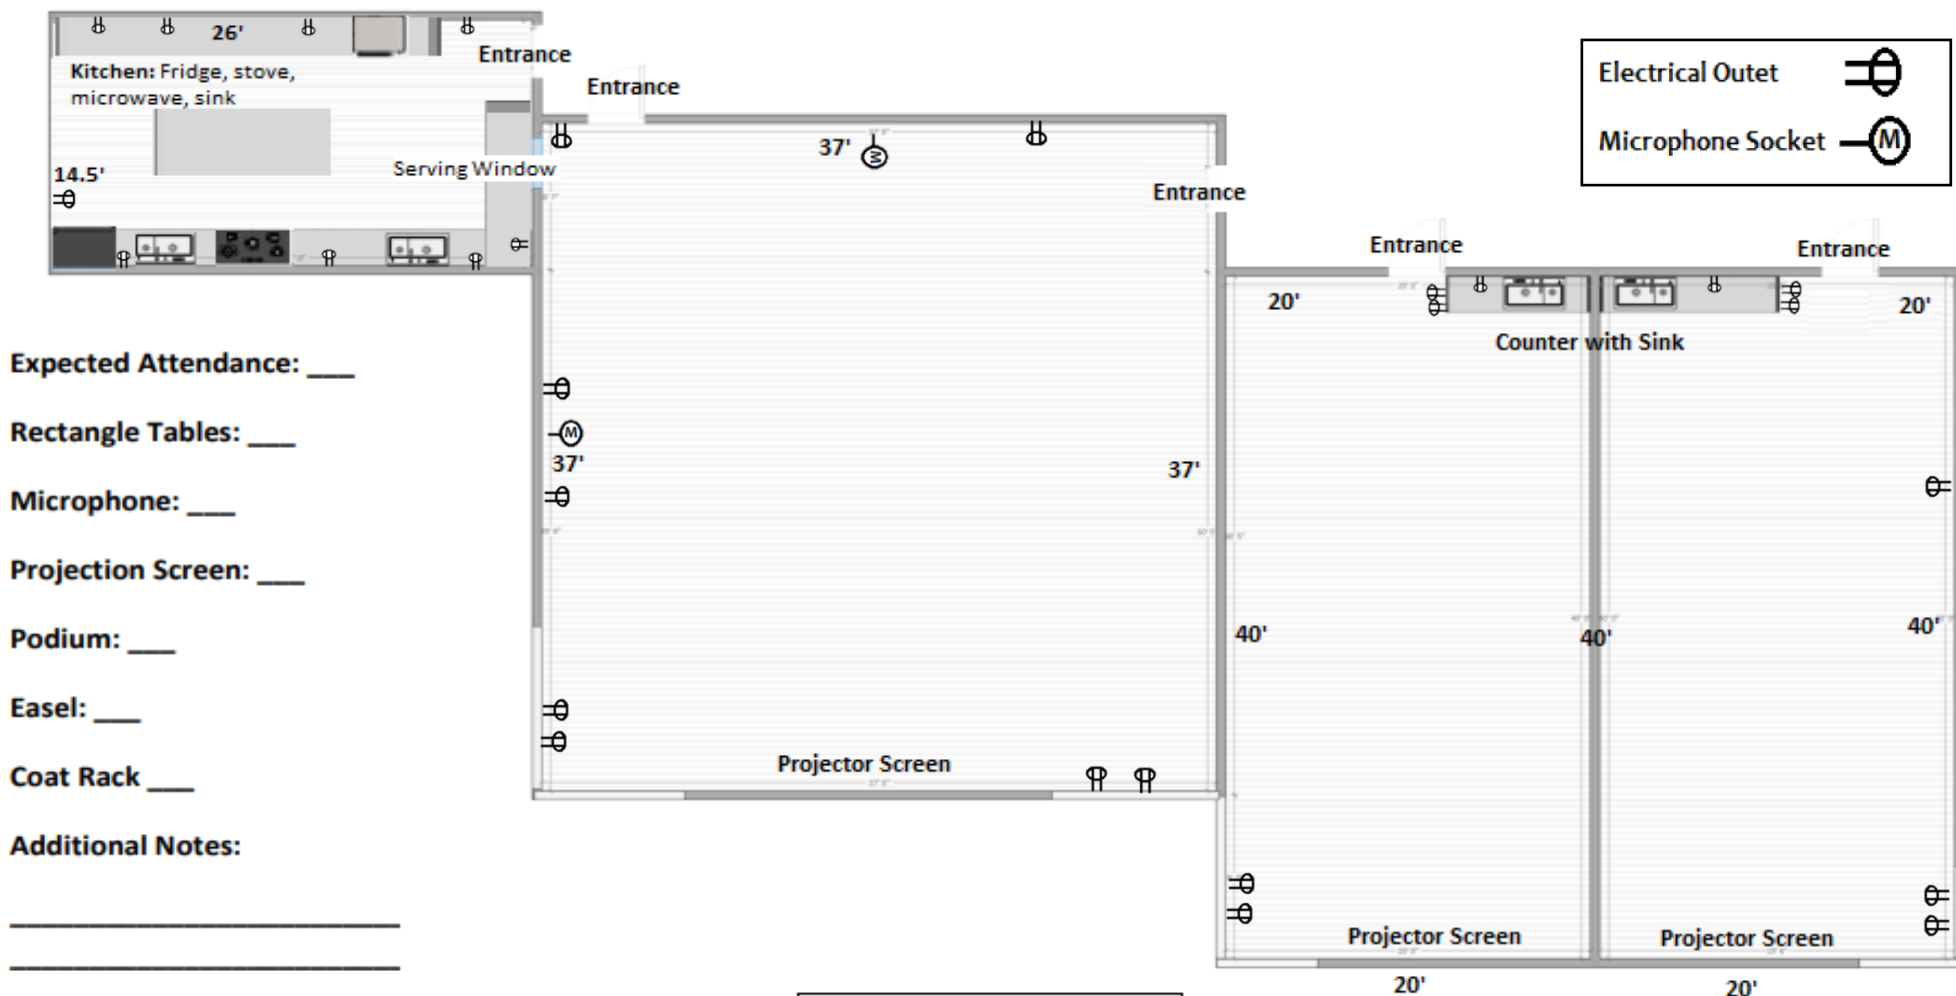 26'
Entrance
Kitchen: Fridge, stove,
microwave, sink
Entrance
Electrical Outet
Microphone Socket
M
37'
M
Serving Window
14.5'
Entrance
Entrance
Entrance
20'
20'
Counter with Sink
Expected Attendance: ___
Rectangle Tables: ___
M
37'
37'
Microphone: ___
Projection Screen: ___
40'
40'
40'
Podium: ___
Easel: ___
Projector Screen
Coat Rack ___
Additional Notes:
Projector Screen
Projector Screen
20'
20'